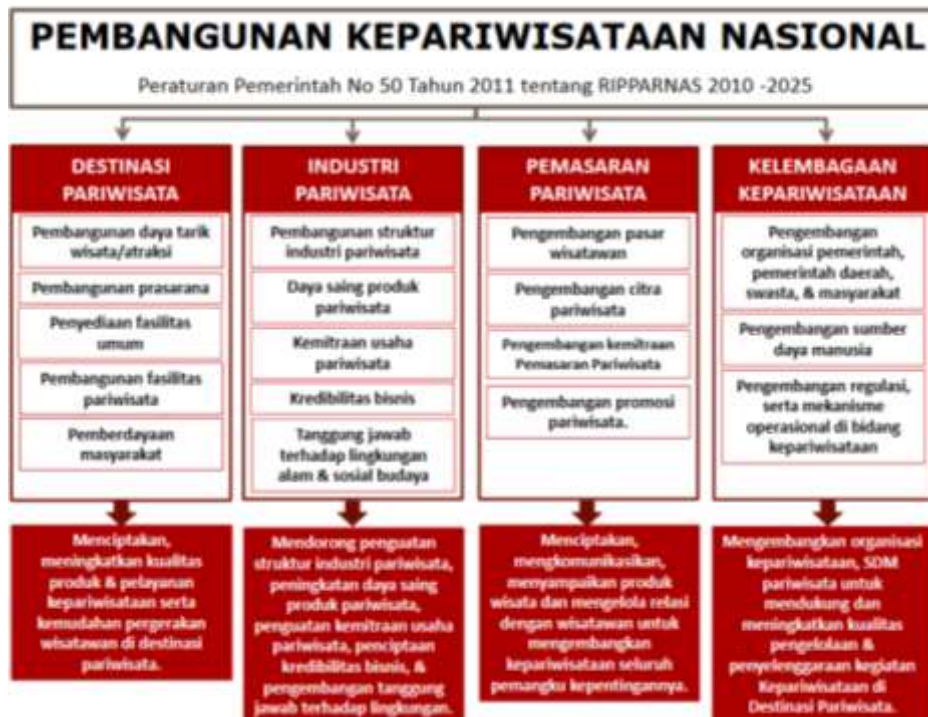 PEMBANGUNAN KEPARIWISATAAN NASIONAL
Peraturan Pemerintah No 50 Tahun 2011 tentang RIPPARNAS 2010 -2025
DESTINASI
PARIWISATA
Pembangunan daya tarik
wisata/atraksi
Pembangunan prasarana
Penyediaan fasilitas
umum
Pembangunan fasilitas
pariwisata
Pemberdayaan
masyarakat
Menciptakan,
meningkatkan kualitas
produk & pelayanan
kepariwisataan serta
kemudahan pergerakan
wisatawan di destinasi
pariwisata.
INDUSTRI
PARIWISATA
Pembangunan struktur
industri pariwisata
Daya saing produk
pariwisata
Kemitraan usaha
pariwisata
Kredibilitas bisnis
Tanggung jawab
terhadap lingkungan
alam & sosial budaya
Mendorong penguatan
struktur industri pariwisata,
peningkatan daya saing
produk pariwisata,
penguatan kemitraan usaha
pariwisata, penciptaan
kredibilitas bisnis, &
pengembangan tanggung
jawab terhadap lingkungan.
PEMASARAN
PARIWISATA
Pengembangan pasar
wisatawan
Pengembangan citra
pariwisata
Pengembangan kemitraan
Pemasaran Pariwisata
Pengembangan promosi
pariwisata.
Menciptakan,
mengkomunikasikan,
menyampaikan produk
wisata dan mengelola relasi
dengan wisatawan untuk
mengembangkan
kepariwisataan seluruh
pemangku kepentingannya.
KELEMBAGAAN
KEPARIWISATAAN
Pengembangan
organisasi pemerintah,
pemerintah daerah,
swasta, & masyarakat
Pengembangan sumber
daya manusia
Pengembangan regulasi,
serta mekanisme
operasional di bidang
kepariwisataan
Mengembangkan organisasi
kepariwisataan, SDM
pariwisata untuk
mendukung dan
meningkatkan kualitas
pengelolaan &
penyelenggaraan kegiatan
Kepariwisataan di
Destinasi Pariwisata.